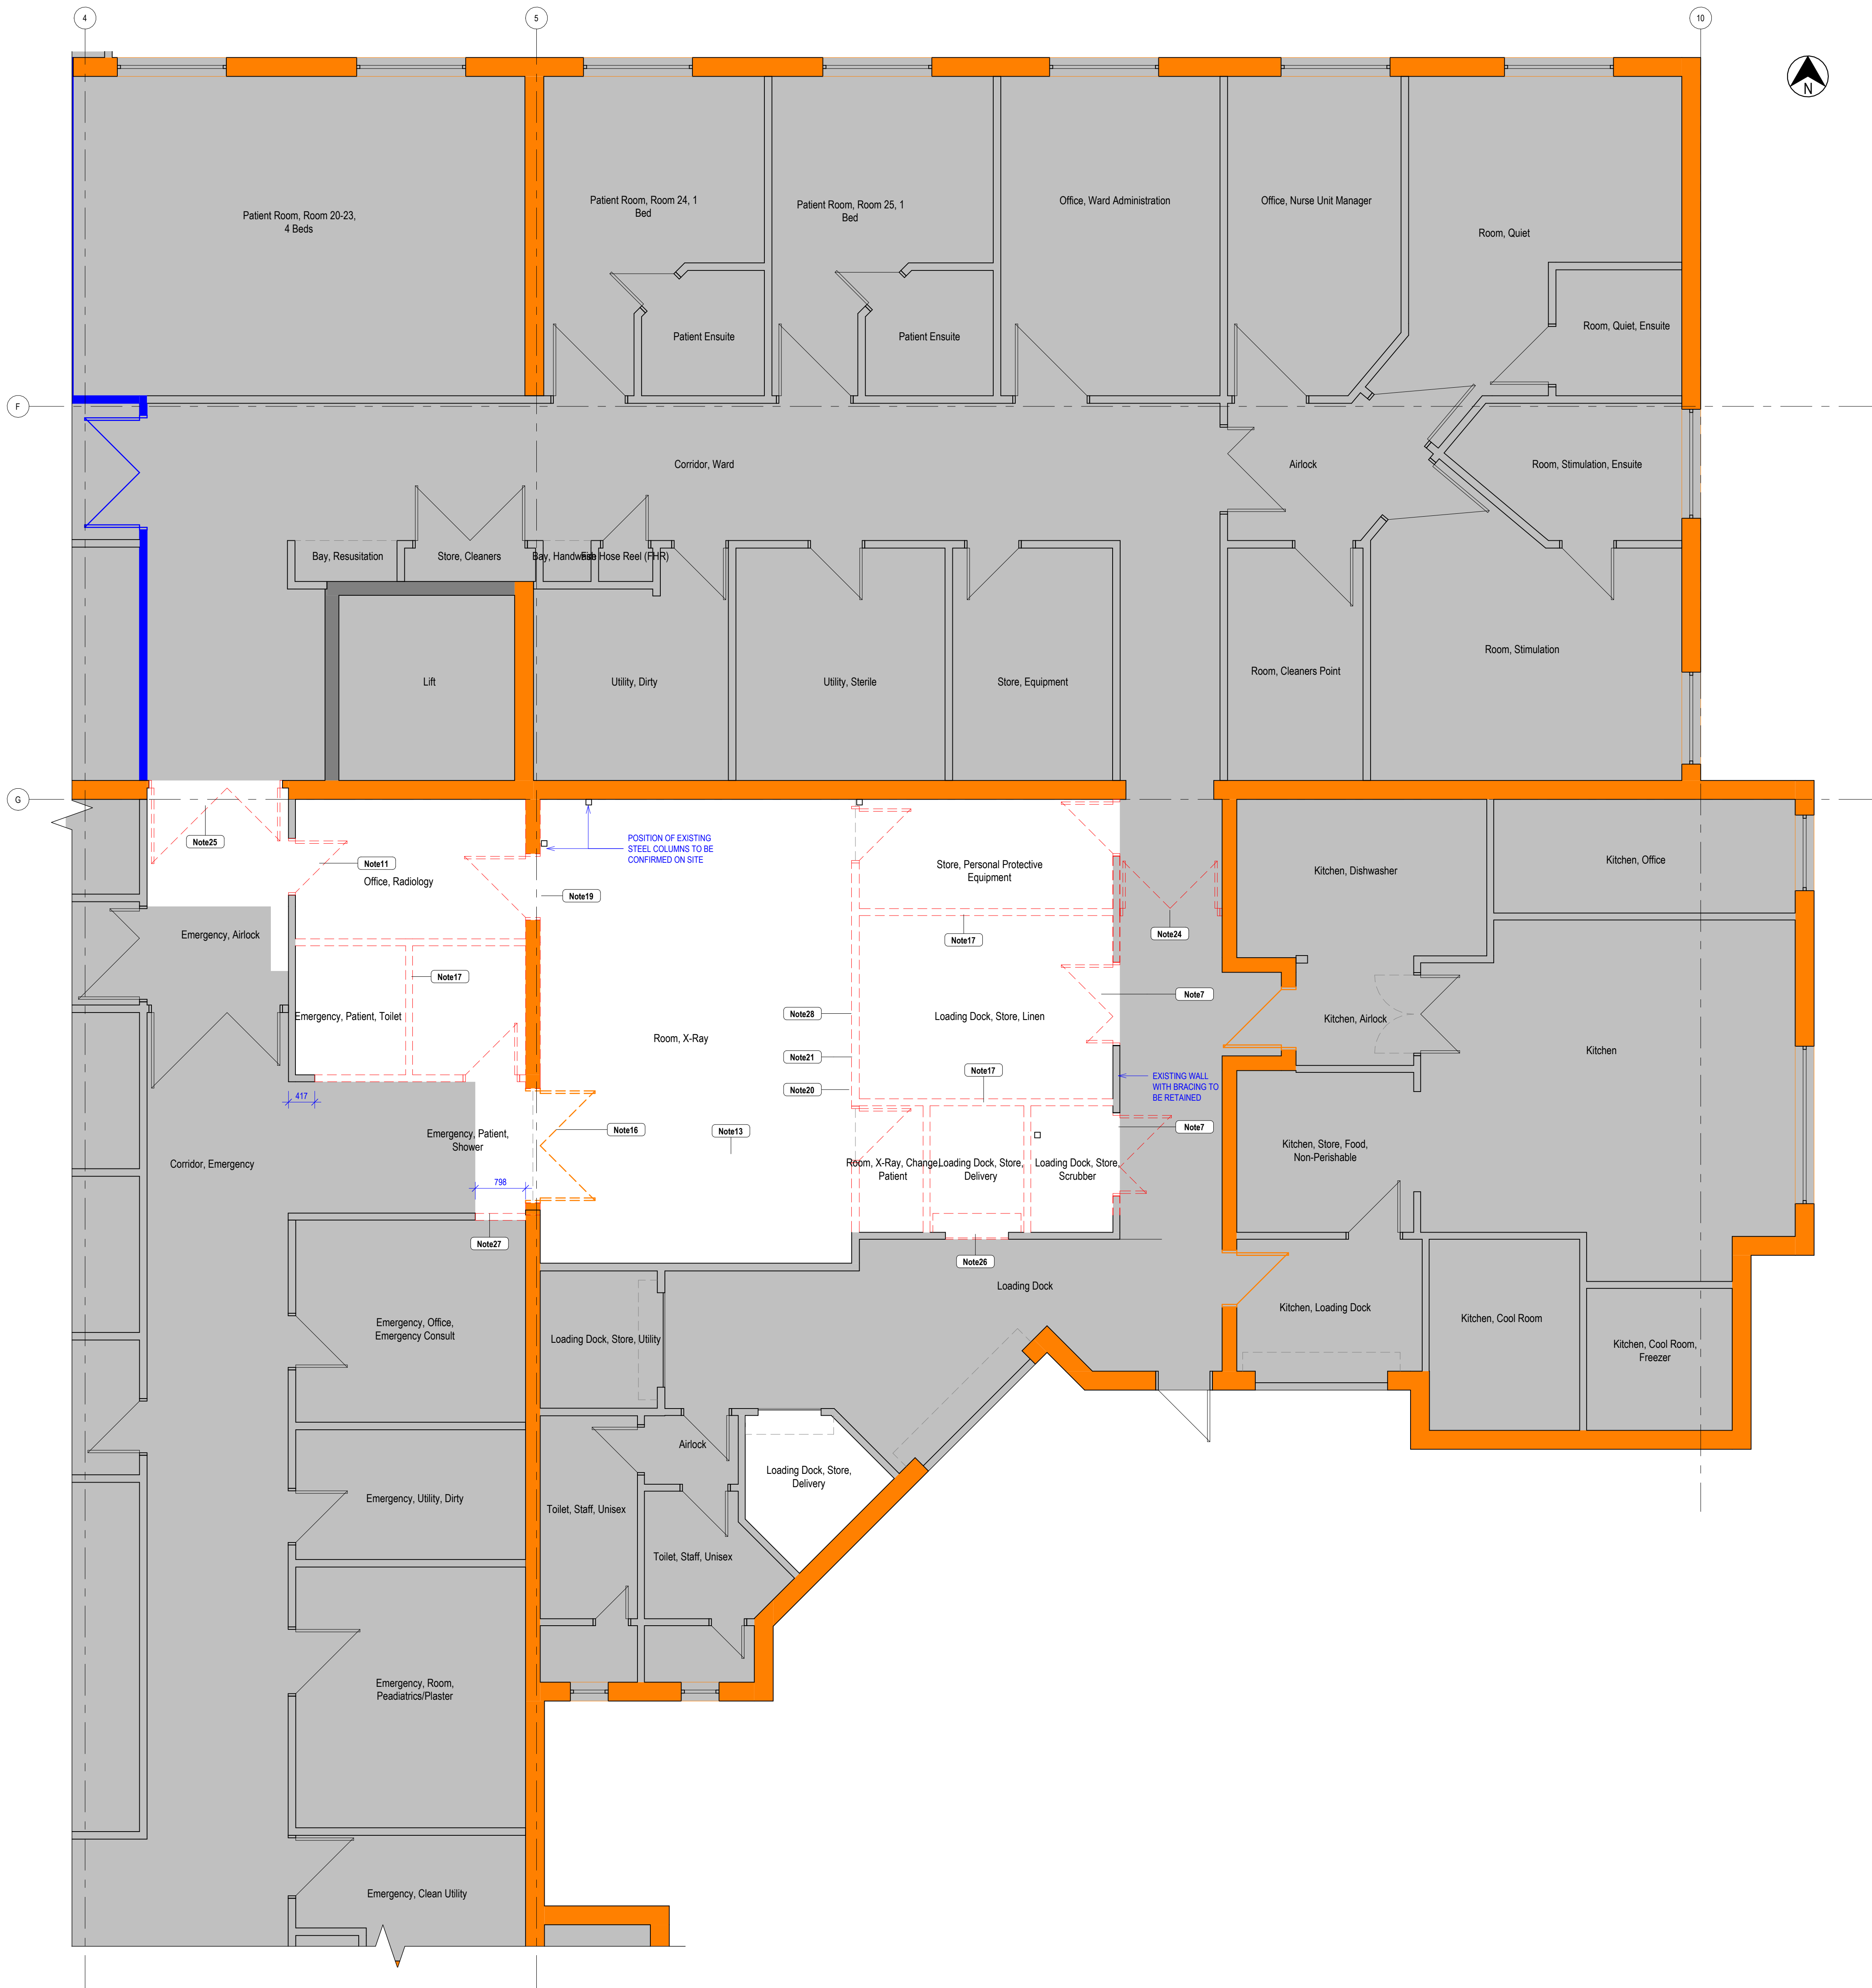 4
5
10
N
Patient Room, Room 20-23,
4 Beds
Patient Room, Room 24, 1
Bed
Patient Room, Room 25, 1
Bed
Office, Ward Administration
Office, Nurse Unit Manager
Room, Quiet
Patient Ensuite
Patient Ensuite
Room, Quiet, Ensuite
F
Corridor, Ward
Airlock
Room, Stimulation, Ensuite
Bay, Resusitation
Store, Cleaners
Bay, Handwash
Fire Hose Reel (FHR)
Lift
Utility, Dirty
Utility, Sterile
Store, Equipment
Room, Cleaners Point
Room, Stimulation
G
Note25
Note11
Office, Radiology
Note19
POSITION OF EXISTING
STEEL COLUMNS TO BE
CONFIRMED ON SITE
Store, Personal Protective
Equipment
Note17
Note24
Kitchen, Dishwasher
Kitchen, Office
Emergency, Airlock
Note17
Emergency, Patient, Toilet
Note7
Note28
Loading Dock, Store, Linen
Kitchen, Airlock
Room, X-Ray
Note21
Note17
Kitchen
Note20
EXISTING WALL
WITH BRACING TO
BE RETAINED
417
Emergency, Patient,
Shower
Note16
Note13
Note7
Kitchen, Store, Food,
Non-Perishable
Corridor, Emergency
Room, X-Ray, Change
Patient
Loading Dock, Store,
Delivery
Loading Dock, Store,
Scrubber
798
Note27
Note26
Loading Dock
Kitchen, Loading Dock
Emergency, Office,
Emergency Consult
Loading Dock, Store, Utility
Kitchen, Cool Room
Kitchen, Cool Room,
Freezer
Airlock
Loading Dock, Store,
Delivery
Emergency, Utility, Dirty
Toilet, Staff, Unisex
Toilet, Staff, Unisex
Emergency, Room,
Peadiatrics/Plaster
Emergency, Clean Utility